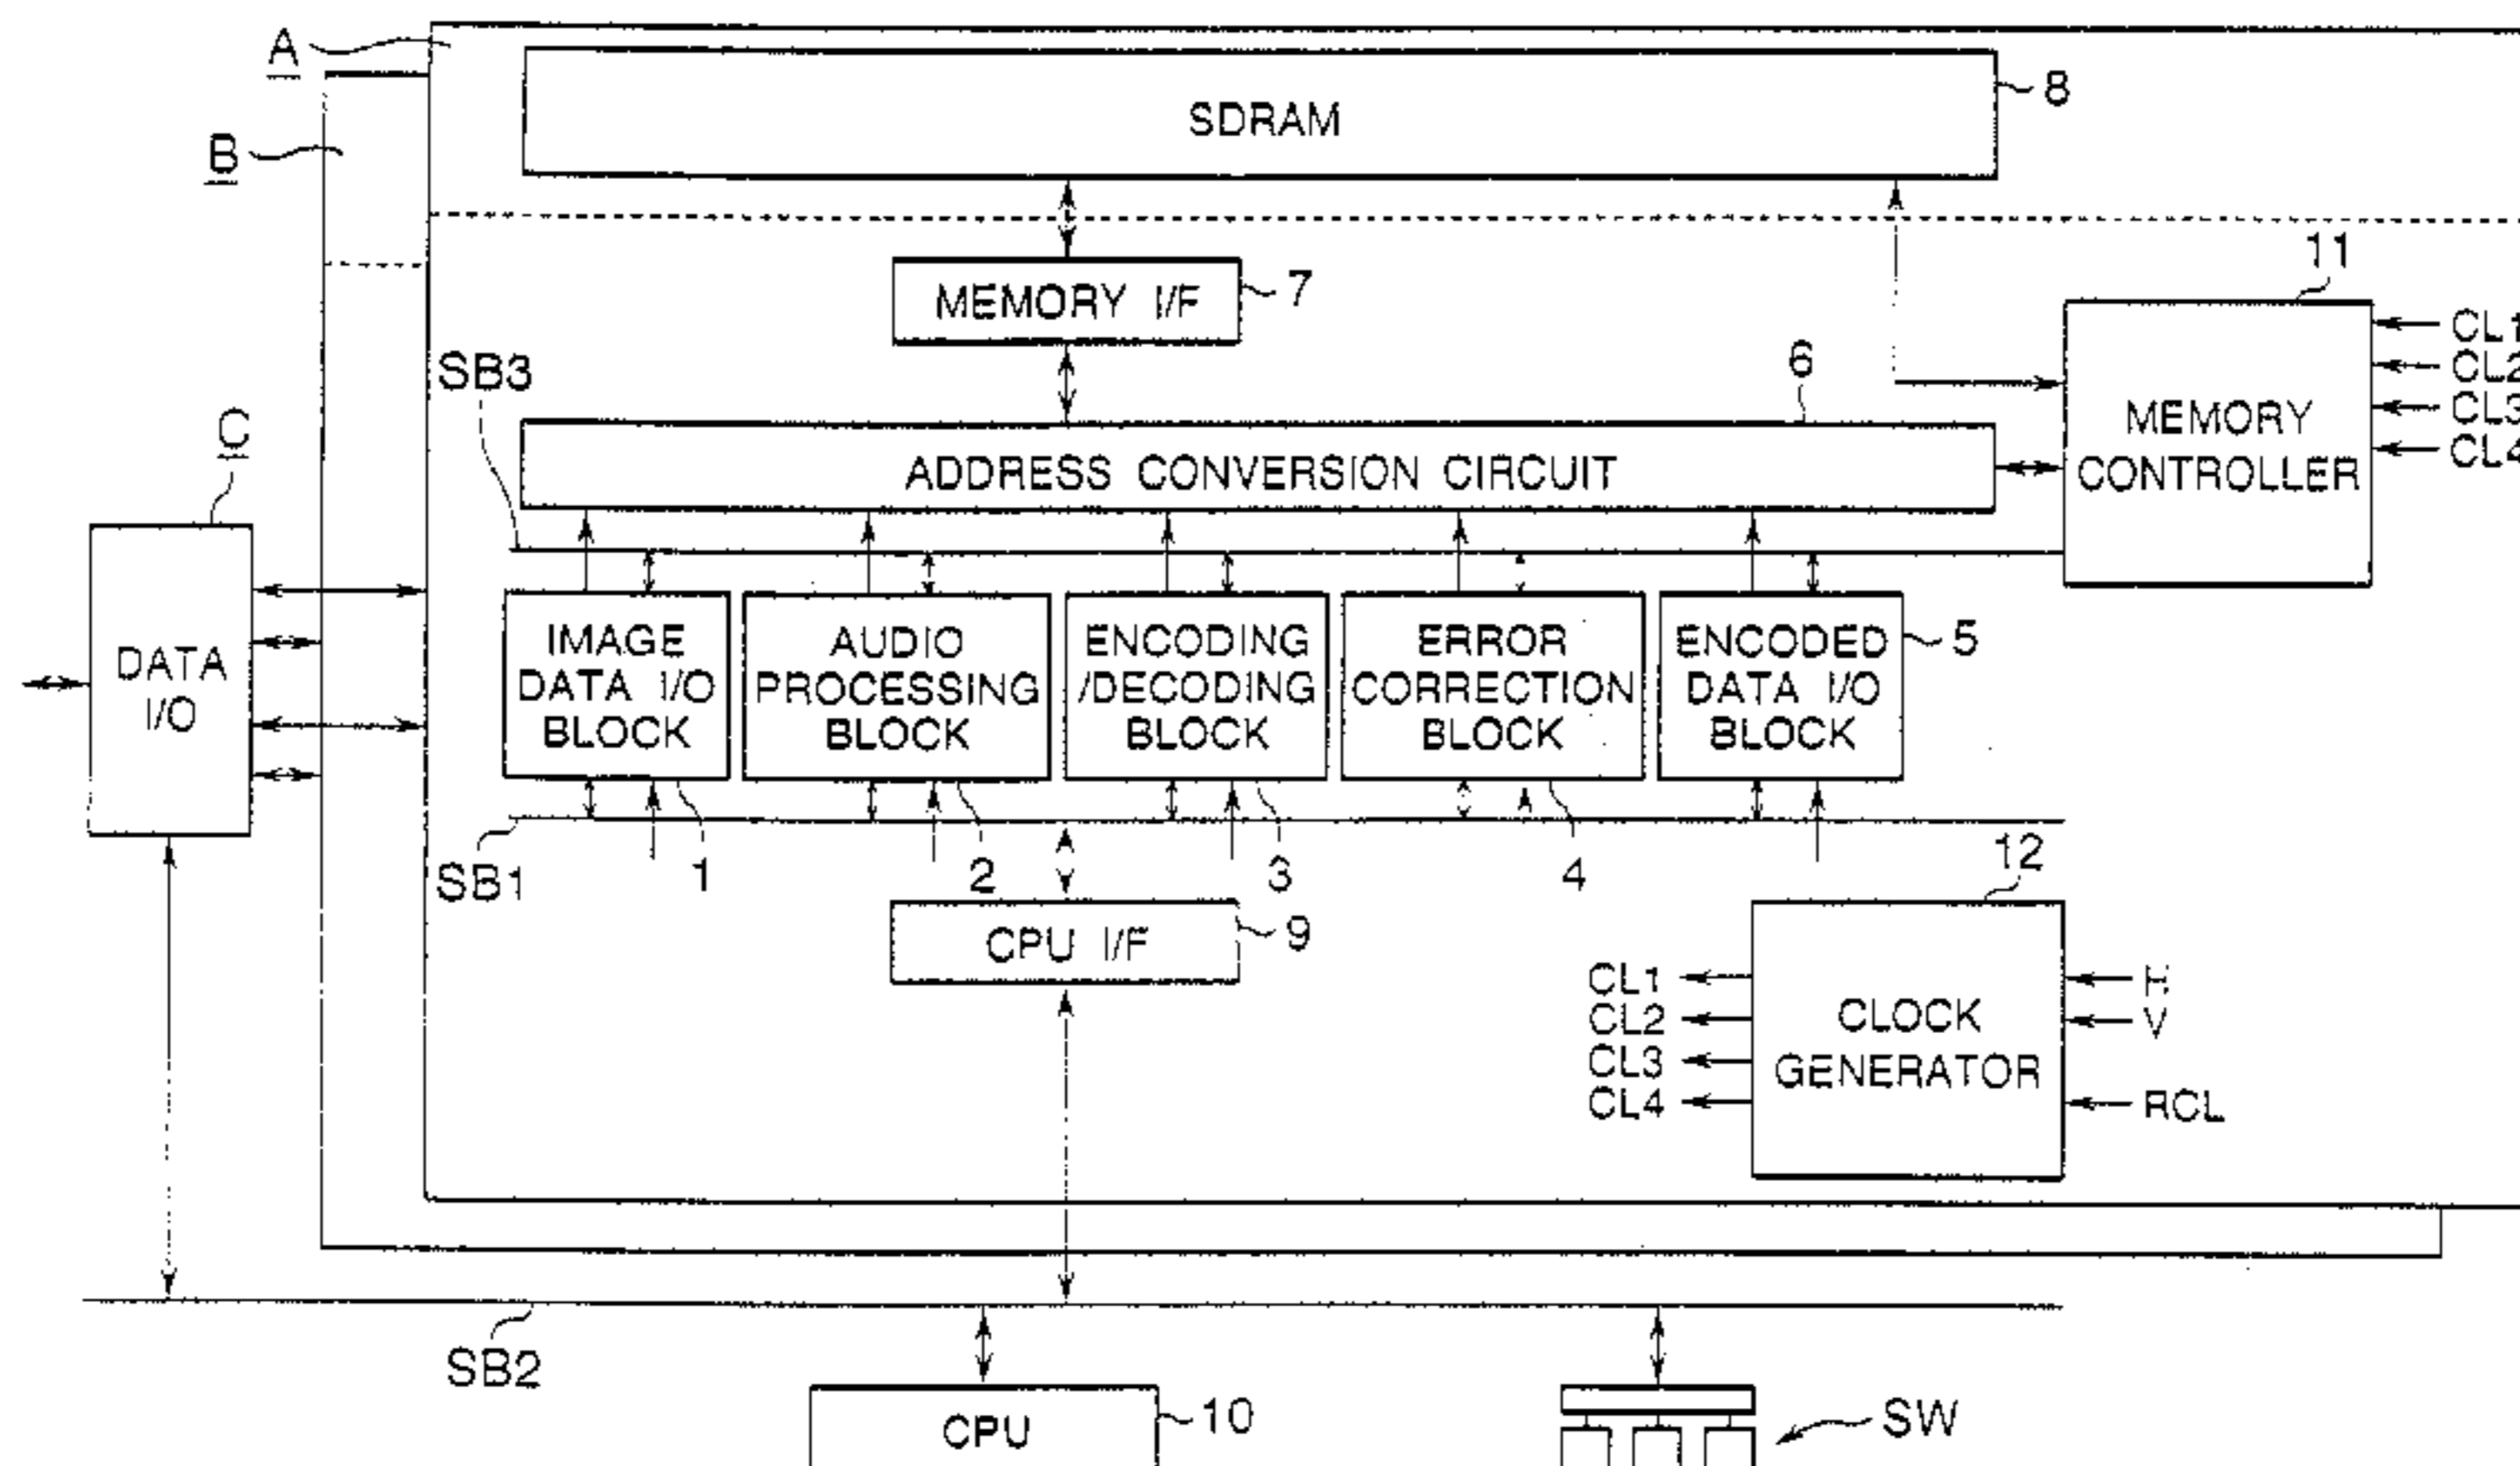 A
SDRAM
8
B
11
MEMORY I/F
7
CL1
CL2
CL3
CL4
SB3
6
MEMORY
CONTROLLER
C
ADDRESS CONVERSION CIRCUIT
DATA
I/O
IMAGE
DATA I/O
BLOCK
AUDIO
PROCESSING
BLOCK
ENCODING
/DECODING
BLOCK
ERROR
CORRECTION
BLOCK
ENCODED
DATA I/O
BLOCK
5
SB1
1
2
3
4
12
CPU I/F
9
CL1
CL2
CL3
CL4
CLOCK
GENERATOR
H
V
RCL
SB2
CPU
10
SW